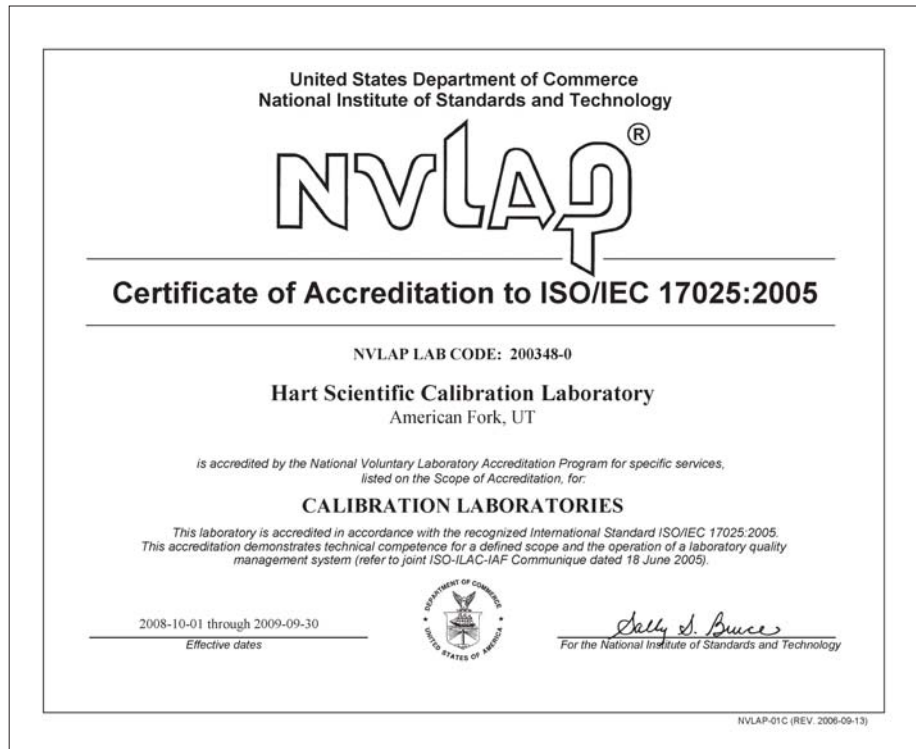 United States Department of Commerce
National Institute of Standards and Technology
NVLAP®
Certificate of Accreditation to ISO/IEC 17025:2005
NVLAP LAB CODE: 200348-0
Hart Scientific Calibration Laboratory
American Fork, UT
is accredited by the National Voluntary Laboratory Accreditation Program for specific services,
listed on the Scope of Accreditation, for:
CALIBRATION LABORATORIES
This laboratory is accredited in accordance with the recognized International Standard ISO/IEC 17025:2005.
This accreditation demonstrates technical competence for a defined scope and the operation of a laboratory quality
management system (refer to joint ISO-ILAC-IAF Communique dated 18 June 2005).
2008-10-01 through 2009-09-30
Effective dates
DEPARTMENT OF COMMERCE
UNITED STATES OF AMERICA
Sally S. Bruce
For the National Institute of Standards and Technology
NVLAP-01C (REV. 2006-09-13)